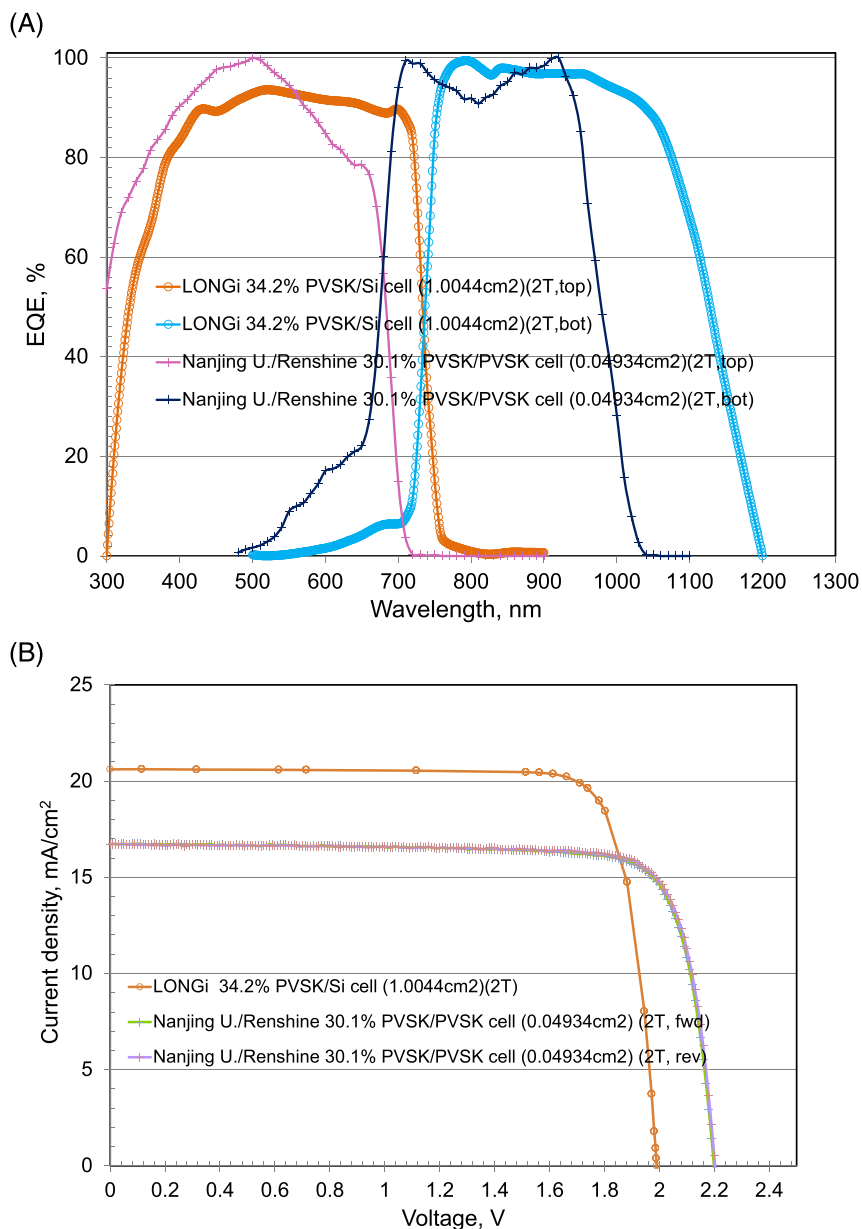 (A)
100
80
60
40
20
0
EQE, %
LONGi 34.2% PVSK/Si cell (1.0044cm2)(2T,top)
LONGi 34.2% PVSK/Si cell (1.0044cm2)(2T,bot)
Nanjing U./Renshine 30.1% PVSK/PVSK cell (0.04934cm2)(2T,top)
Nanjing U./Renshine 30.1% PVSK/PVSK cell (0.04934cm2)(2T,bot)
300 400 500 600 700 800 900 1000 1100 1200 1300
Wavelength, nm
(B)
25
20
15
10
5
0
Current density, mA/cm²
LONGi 34.2% PVSK/Si cell (1.0044cm2)(2T)
Nanjing U./Renshine 30.1% PVSK/PVSK cell (0.04934cm2) (2T, fwd)
Nanjing U./Renshine 30.1% PVSK/PVSK cell (0.04934cm2) (2T, rev)
0 0.2 0.4 0.6 0.8 1 1.2 1.4 1.6 1.8 2 2.2 2.4
Voltage, V